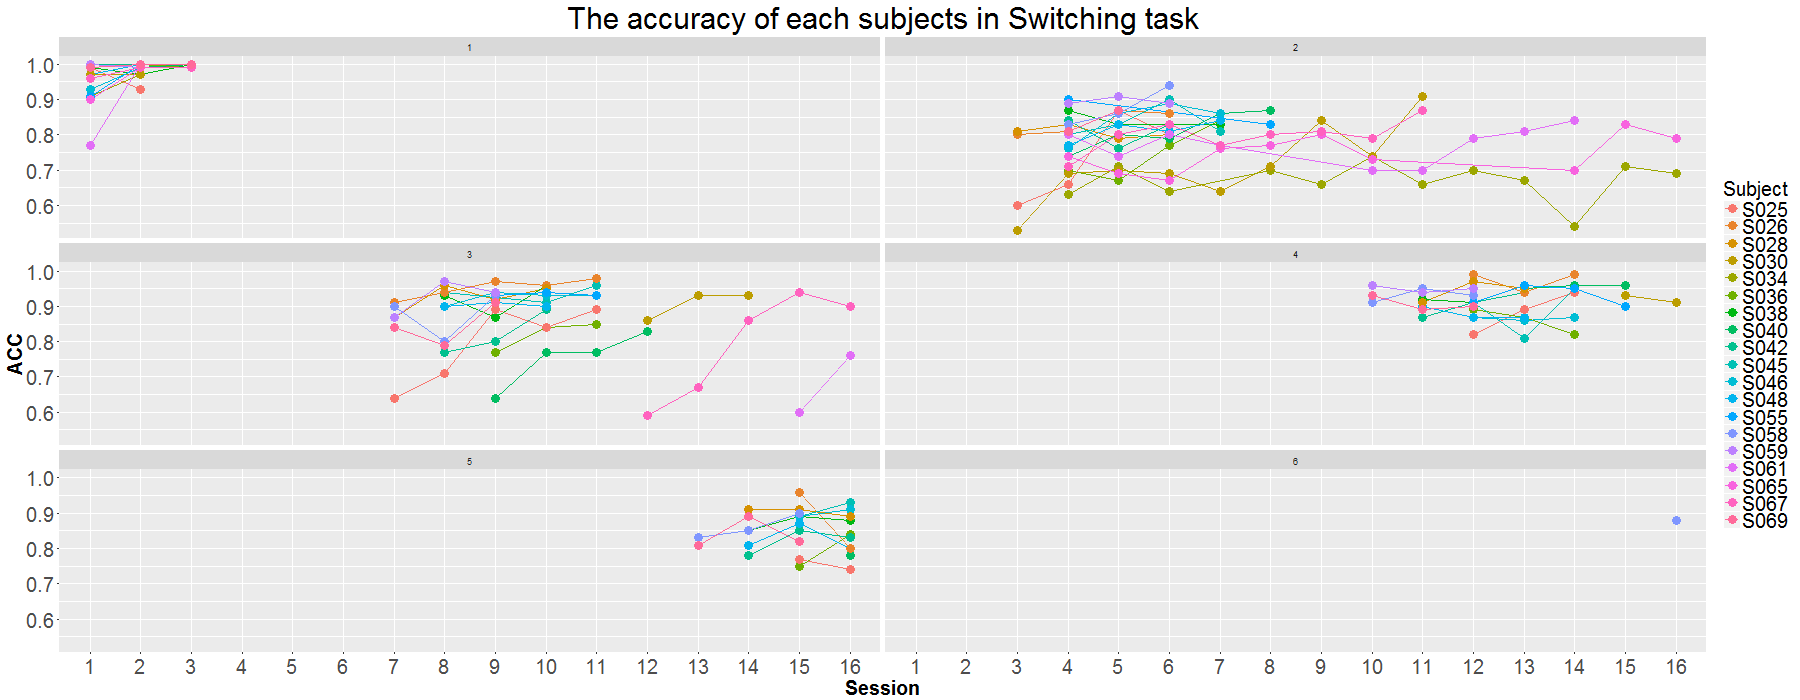 The accuracy of each subjects in Switching task
1
2
1.0
0.9
0.8
0.7
0.6
3
4
1.0
0.9
0.8
0.7
0.6
5
6
1.0
0.9
0.8
0.7
0.6
ACC
1 2 3 4 5 6 7 8 9 10 11 12 13 14 15 16
1 2 3 4 5 6 7 8 9 10 11 12 13 14 15 16
Session
Subject
S025
S026
S028
S030
S034
S036
S038
S040
S042
S045
S046
S048
S055
S058
S059
S061
S065
S067
S069